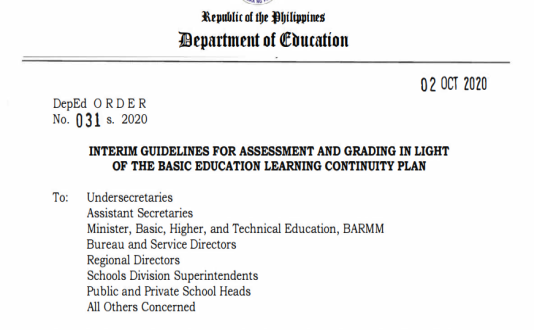 Republic of the Philippines
Department of Education
02 OCT 2020
DepEd O R D E R
No. 031 s. 2020
INTERIM GUIDELINES FOR ASSESSMENT AND GRADING IN LIGHT
OF THE BASIC EDUCATION LEARNING CONTINUITY PLAN
To: Undersecretaries
Assistant Secretaries
Minister, Basic, Higher, and Technical Education, BARMM
Bureau and Service Directors
Regional Directors
Schools Division Superintendents
Public and Private School Heads
All Others Concerned